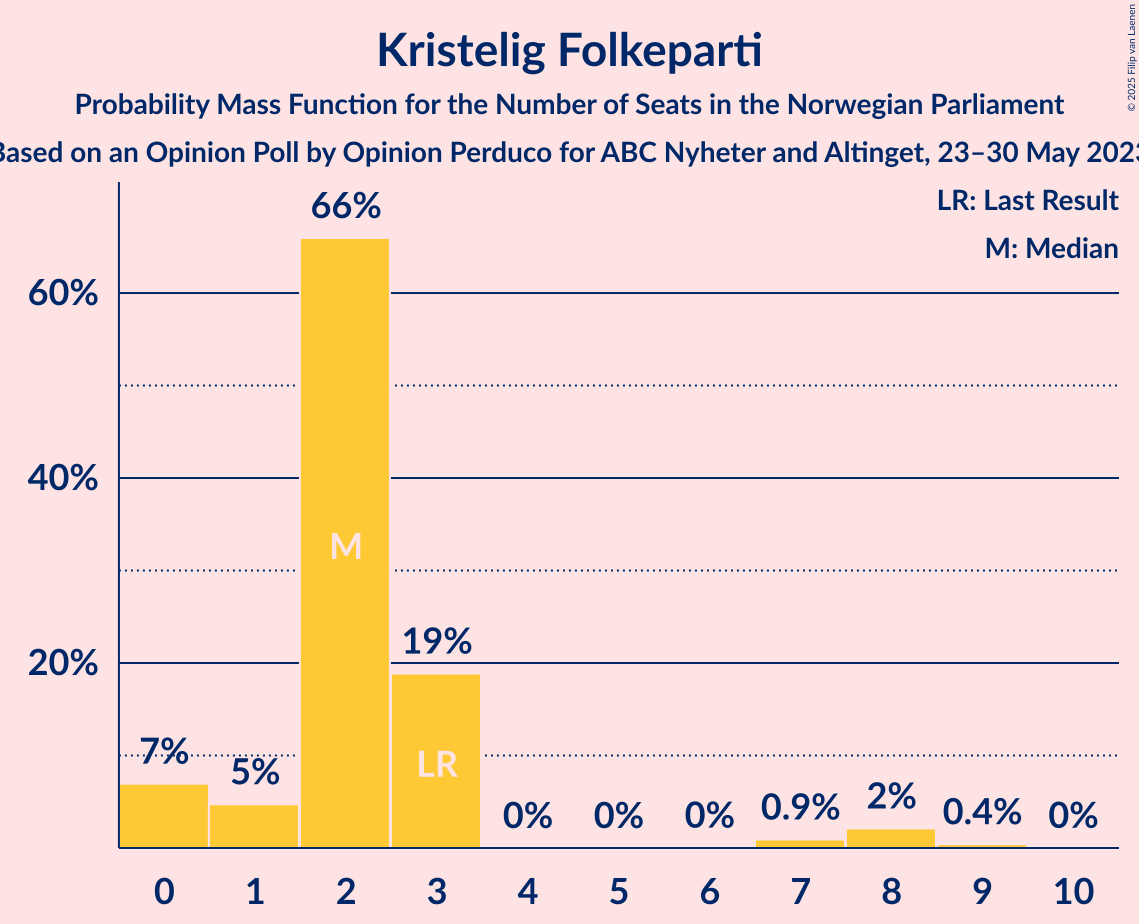 © 2025 Filip van Laenen
Kristelig Folkeparti
Probability Mass Function for the Number of Seats in the Norwegian Parliament
Based on an Opinion Poll by Opinion Perduco for ABC Nyheter and Altinget, 23–30 May 2023
LR: Last Result
M: Median
60%
40%
20%
7%
5%
66%
M
19%
LR
0%
0%
0%
0.9%
2%
0.4%
0%
0 1 2 3 4 5 6 7 8 9 10